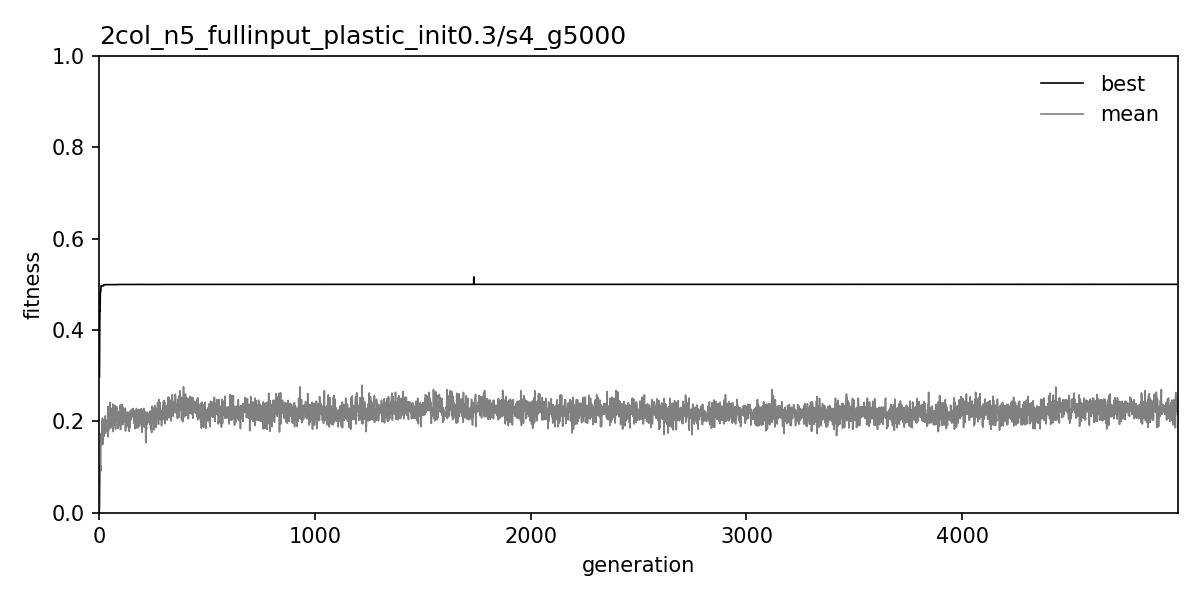 2col_n5_fullinput_plastic_init0.3/s4_g5000
1.0
0.8
0.6
0.4
0.2
0.0
fitness
best
mean
0 1000 2000 3000 4000
generation